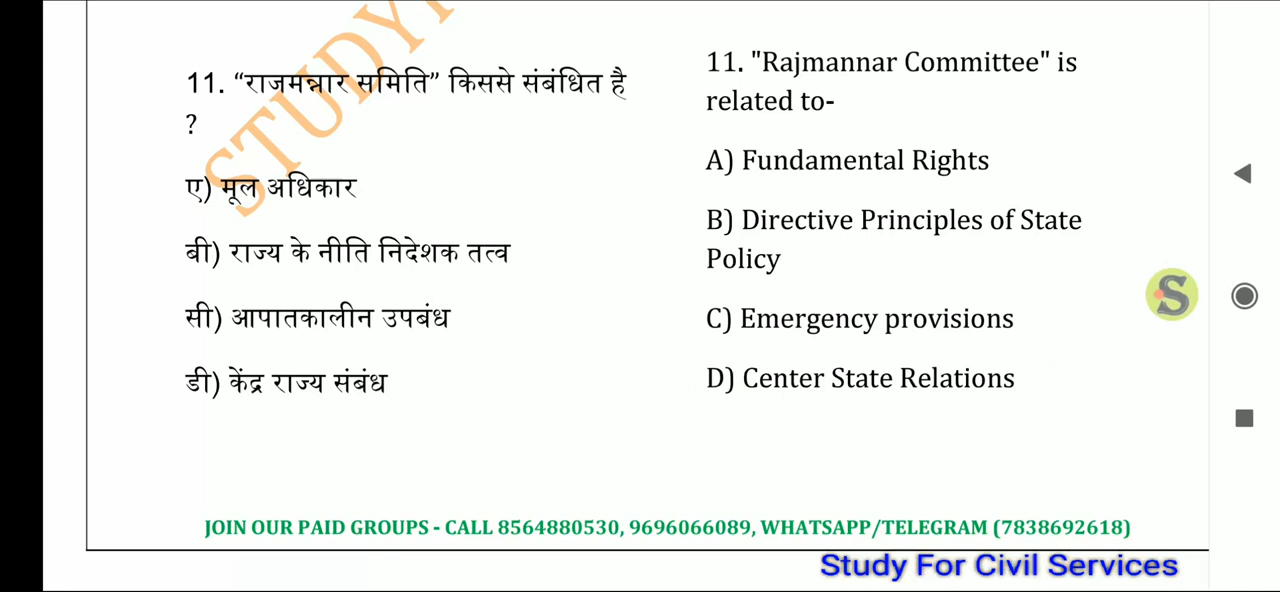 11. “राजमन्नार समिति” किससे संबंधित है
?
ए) मूल अधिकार
बी) राज्य के नीति निदेशक तत्व
सी) आपातकालीन उपबंध
डी) केंद्र राज्य संबंध
11. "Rajmannar Committee" is
related to-
A) Fundamental Rights
B) Directive Principles of State
Policy
C) Emergency provisions
D) Center State Relations
S
JOIN OUR PAID GROUPS - CALL 8564880530, 9696066089, WHATSAPP/TELEGRAM (7838692618)
Study For Civil Services